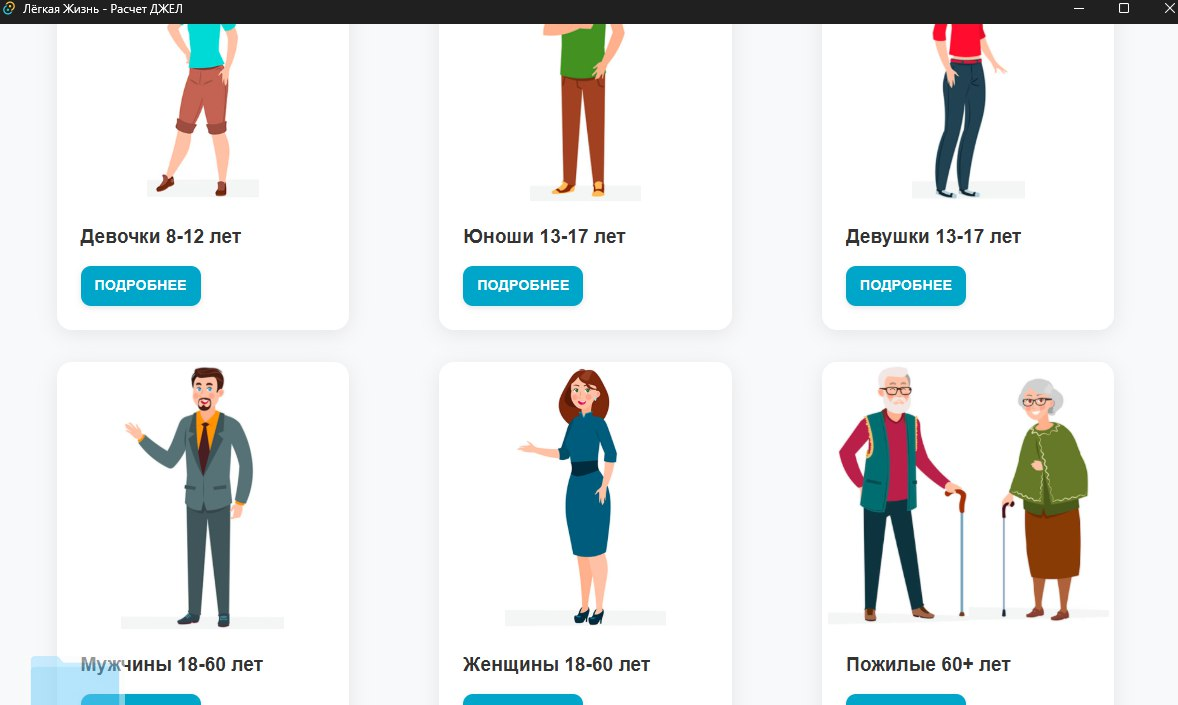 Лёгкая Жизнь - Расчет ДЖЕЛ
Девочки 8-12 лет
Юноши 13-17 лет
Девушки 13-17 лет
ПОДРОБНЕЕ
ПОДРОБНЕЕ
ПОДРОБНЕЕ
Мужчины 18-60 лет
Женщины 18-60 лет
Пожилые 60+ лет